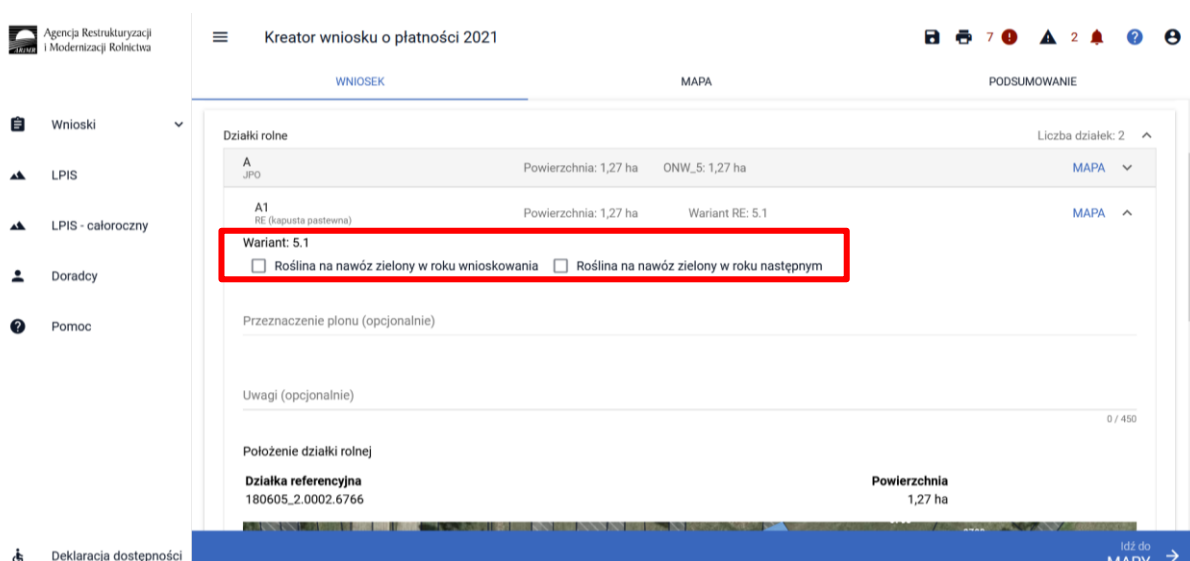 Agencja Restrukturyzacji
i Modernizacji Rolnictwa
ARiMR
Kreator wniosku o płatności 2021
7
2
WNIOSEK
MAPA
PODSUMOWANIE
Wnioski
LPIS
LPIS - całoroczny
Doradcy
Pomoc
Deklaracja dostępności
Działki rolne
Liczba działek: 2
A
JPO
Powierzchnia: 1,27 ha
ONW_5: 1,27 ha
MAPA
A1
RE (kapusta pastewna)
Powierzchnia: 1,27 ha
Wariant RE: 5.1
MAPA
Wariant: 5.1
Roślina na nawóz zielony w roku wnioskowania
Roślina na nawóz zielony w roku następnym
Przeznaczenie plonu (opcjonalnie)
Uwagi (opcjonalnie)
0 / 450
Położenie działki rolnej
Działka referencyjna
Powierzchnia
180605_2.0002.6766
1,27 ha
Idź do
MAPY